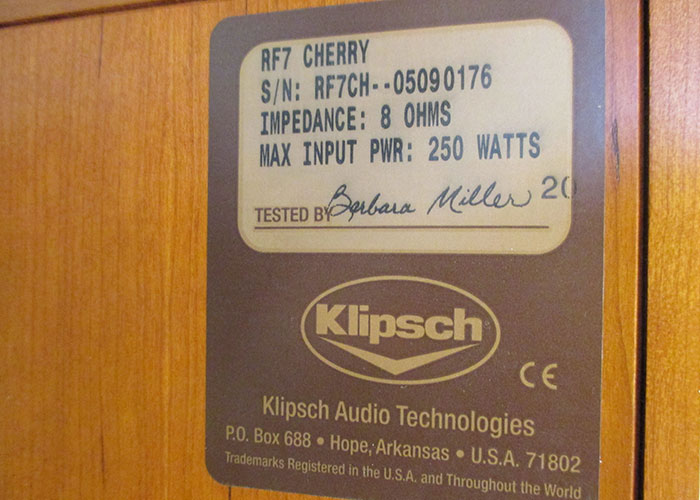 RF7 CHERRY
S/N: RF7CH--05090176
IMPEDANCE: 8 OHMS
MAX INPUT PWR: 250 WATTS
TESTED BY Barbara Miller 20
Klipsch
CE
Klipsch Audio Technologies
P.O. Box 688 • Hope, Arkansas • U.S.A. 71802
Trademarks Registered in the U.S.A. and Throughout the World